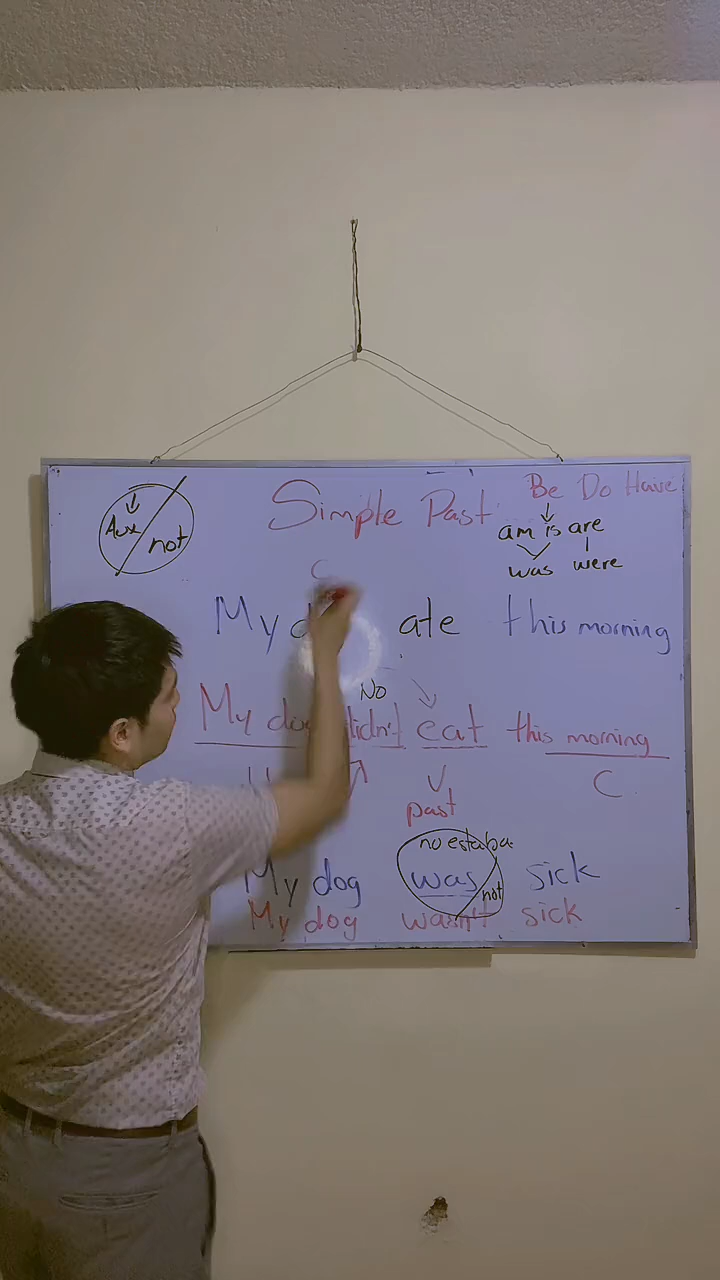 Simple Past Be Do Have
Aux / not
am is are
was were
C
My ate this morning
No
My dog didn't eat this morning
past C
no estaba
My dog was not sick
My dog wasn't sick